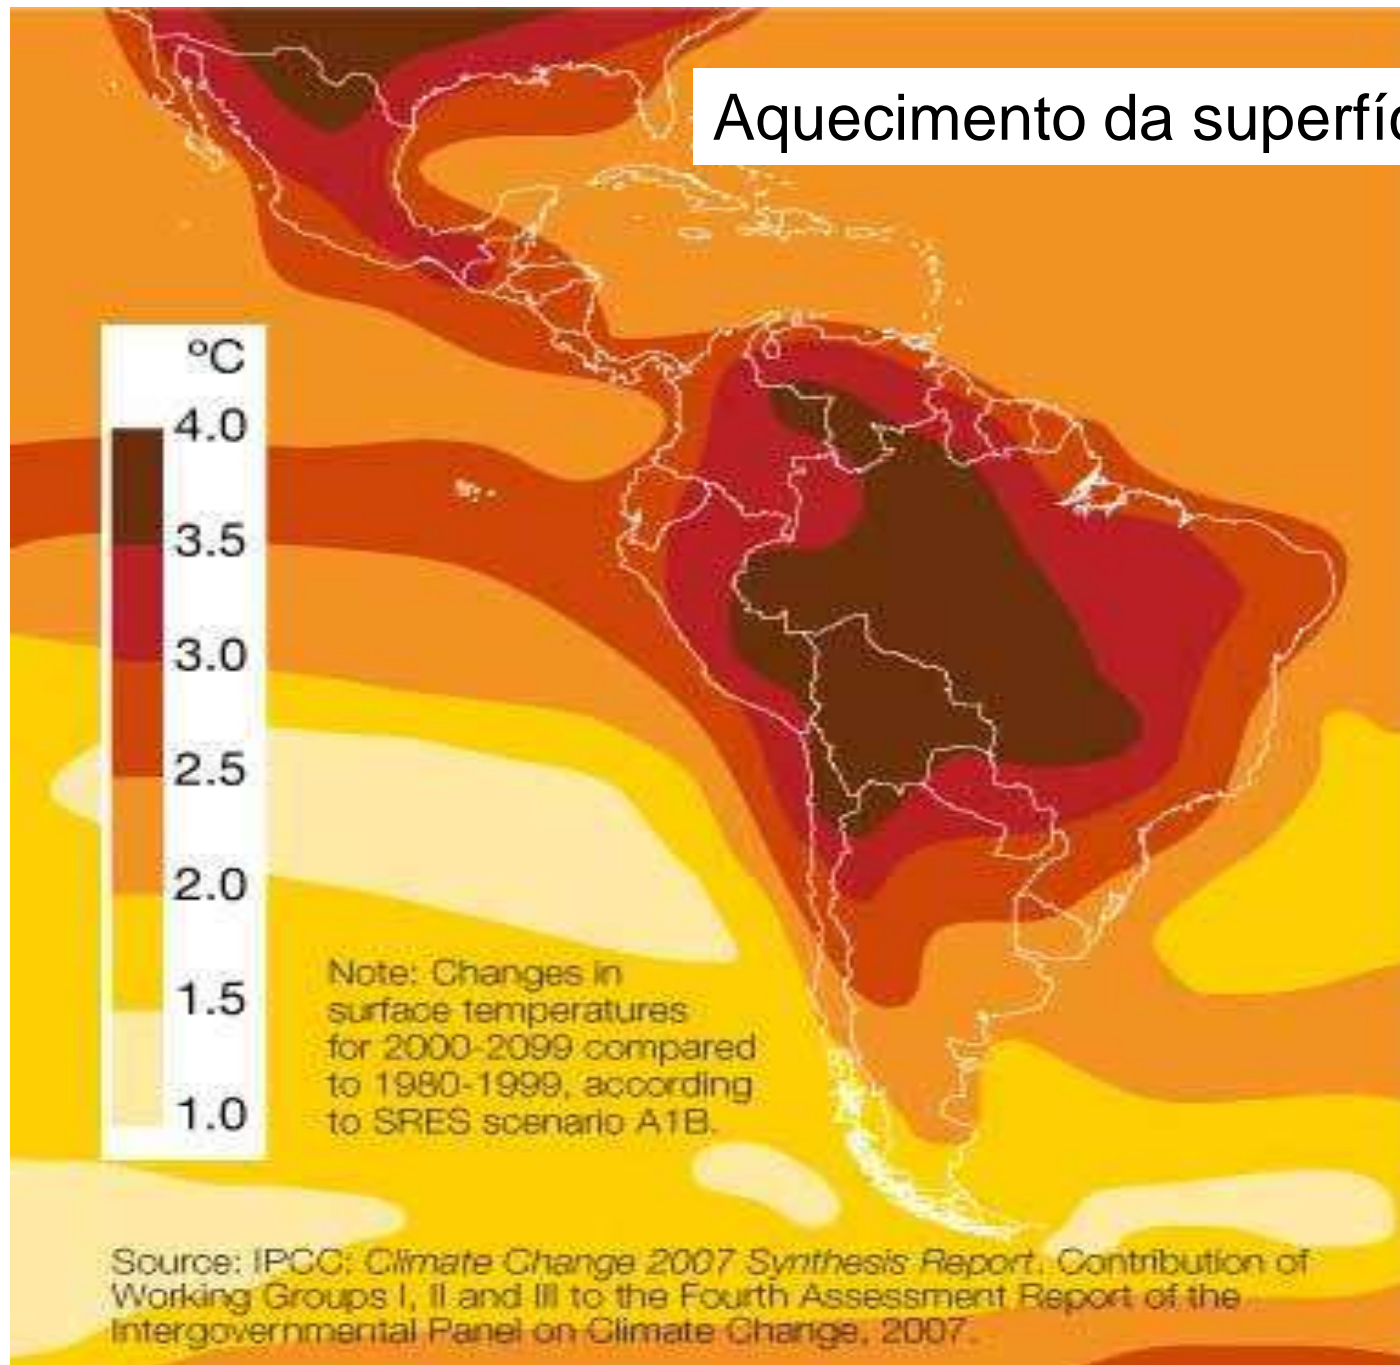 Aquecimento da superfíc
ºC
4.0
3.5
3.0
2.5
2.0
1.5
1.0
Note: Changes in
surface temperatures
for 2000-2099 compared
to 1980-1999, according
to SRES scenario A1B.
Source: IPCC: Climate Change 2007 Synthesis Report. Contribution of
Working Groups I, II and III to the Fourth Assessment Report of the
Intergovernmental Panel on Climate Change, 2007.